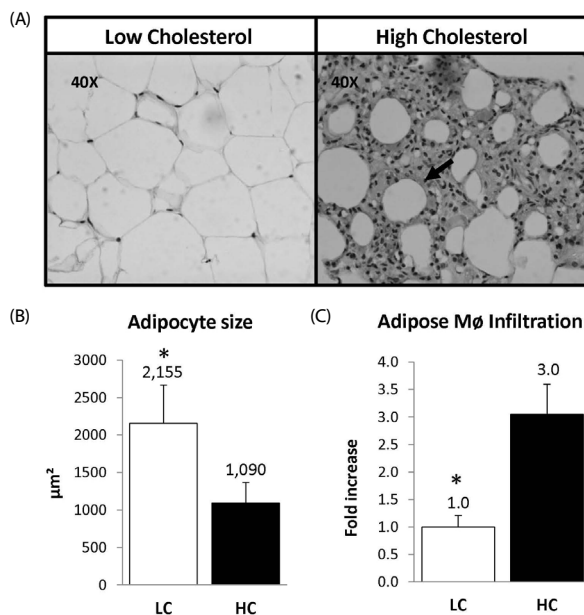 (A)
Low Cholesterol
High Cholesterol
40X
40X
(B)
Adipocyte size
µm²
3000
2500
2000
1500
1000
500
0
*
2,155
1,090
LC
HC
(C)
Adipose Mø Infiltration
Fold increase
4.0
3.5
3.0
2.5
2.0
1.5
1.0
0.5
0.0
*
1.0
3.0
LC
HC